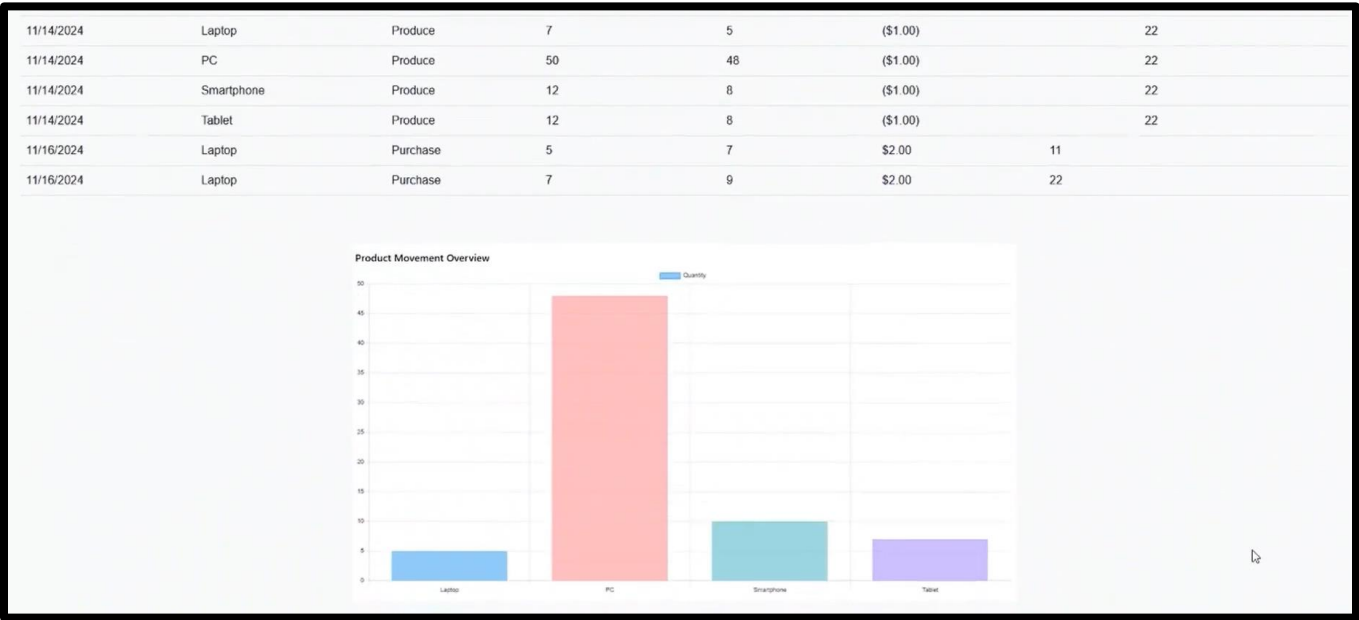 11/14/2024 Laptop Produce 7 5 ($1.00) 22
11/14/2024 PC Produce 50 48 ($1.00) 22
11/14/2024 Smartphone Produce 12 8 ($1.00) 22
11/14/2024 Tablet Produce 12 8 ($1.00) 22
11/16/2024 Laptop Purchase 5 7 $2.00 11
11/16/2024 Laptop Purchase 7 9 $2.00 22
Product Movement Overview
Quantity
50
45
40
35
30
25
20
15
10
5
0
Laptop PC Smartphone Tablet